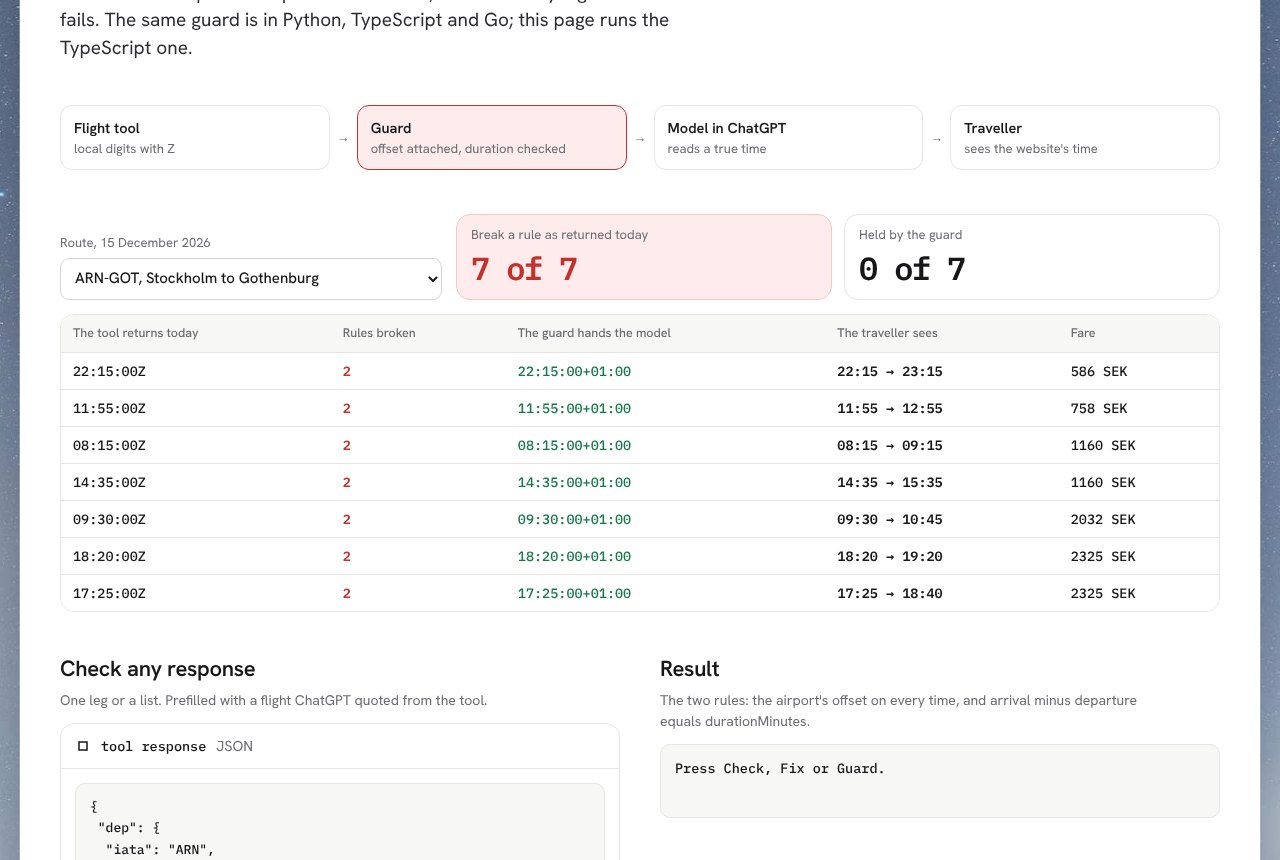 fails. The same guard is in Python, TypeScript and Go; this page runs the
TypeScript one.
Flight tool
local digits with Z
→
Guard
offset attached, duration checked
→
Model in ChatGPT
reads a true time
→
Traveller
sees the website's time
Route, 15 December 2026
ARN-GOT, Stockholm to Gothenburg
Break a rule as returned today
7 of 7
Held by the guard
0 of 7
The tool returns today Rules broken The guard hands the model The traveller sees Fare
22:15:00Z 2 22:15:00+01:00 22:15 → 23:15 586 SEK
11:55:00Z 2 11:55:00+01:00 11:55 → 12:55 758 SEK
08:15:00Z 2 08:15:00+01:00 08:15 → 09:15 1160 SEK
14:35:00Z 2 14:35:00+01:00 14:35 → 15:35 1160 SEK
09:30:00Z 2 09:30:00+01:00 09:30 → 10:45 2032 SEK
18:20:00Z 2 18:20:00+01:00 18:20 → 19:20 2325 SEK
17:25:00Z 2 17:25:00+01:00 17:25 → 18:40 2325 SEK
Check any response
One leg or a list. Prefilled with a flight ChatGPT quoted from the tool.
tool response JSON
{
"dep": {
"iata": "ARN",
Result
The two rules: the airport's offset on every time, and arrival minus departure
equals durationMinutes.
Press Check, Fix or Guard.